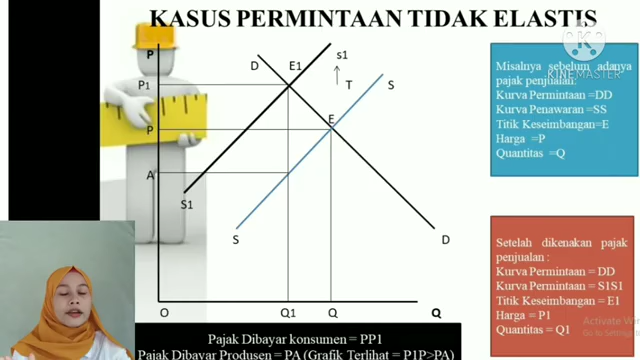 KASUS PERMINTAAN TIDAK ELASTIS
P
D
E1
s1
P1
T
S
P
E
A
S1
S
D
O
Q1
Q
Q
Pajak Dibayar konsumen = PP1
Pajak Dibayar Produsen = PA (Grafik Terlihat = P1P>PA)
Misalnya sebelum adanya
pajak penjualan:
Kurva Permintaan =DD
Kurva Penawaran =SS
Titik Keseimbangan=E
Harga =P
Quantitas =Q
KINEMASTER
Setelah dikenakan pajak
penjualan :
Kurva Permintaan = DD
Kurva Permintaan = S1S1
Titik Keseimbangan = E1
Harga = P1
Quantitas = Q1
Activate Wi